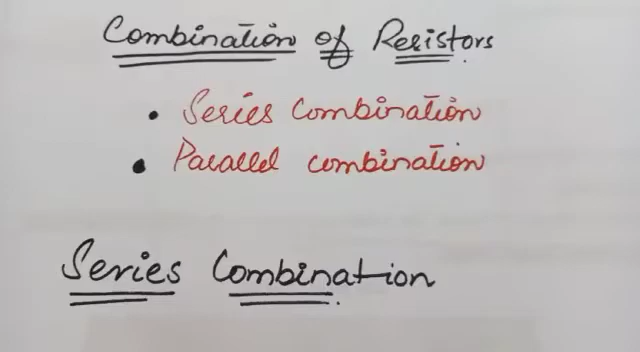 Combination of Resistors
• Series Combination
• Parallel combination
Series Combination